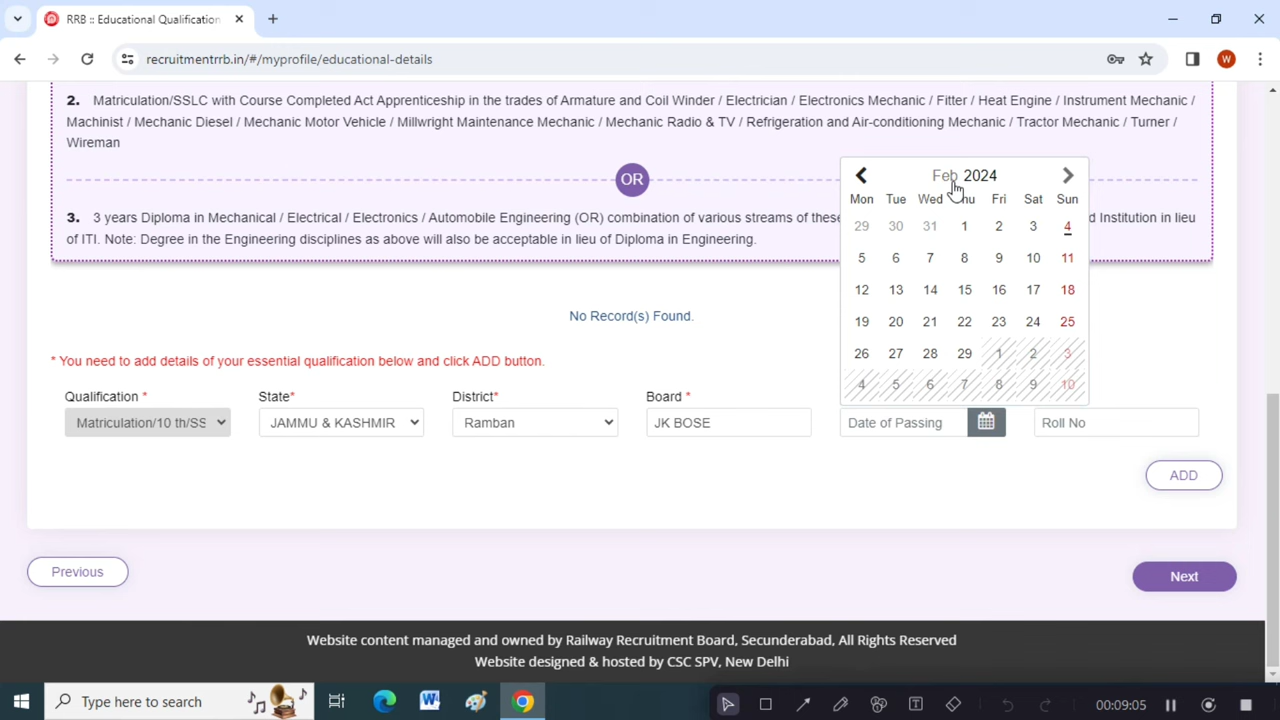 RRB :: Educational Qualification
recruitmentrrb.in/#/myprofile/educational-details
W
2. Matriculation/SSLC with Course Completed Act Apprenticeship in the trades of Armature and Coil Winder / Electrician / Electronics Mechanic / Fitter / Heat Engine / Instrument Mechanic /
Machinist / Mechanic Diesel / Mechanic Motor Vehicle / Millwright Maintenance Mechanic / Mechanic Radio & TV / Refrigeration and Air-conditioning Mechanic / Tractor Mechanic / Turner /
Wireman
OR
3. 3 years Diploma in Mechanical / Electrical / Electronics / Automobile Engineering (OR) combination of various streams of these
d Institution in lieu
of ITI. Note: Degree in the Engineering disciplines as above will also be acceptable in lieu of Diploma in Engineering.
Feb 2024
Mon Tue Wed Thu Fri Sat Sun
29 30 31 1 2 3 4
5 6 7 8 9 10 11
12 13 14 15 16 17 18
19 20 21 22 23 24 25
26 27 28 29 1 2 3
4 5 6 7 8 9 10
No Record(s) Found.
* You need to add details of your essential qualification below and click ADD button.
Qualification * State* District* Board *
Matriculation/10 th/SS JAMMU & KASHMIR Ramban JK BOSE Date of Passing Roll No
ADD
Previous
Next
Website content managed and owned by Railway Recruitment Board, Secunderabad, All Rights Reserved
Website designed & hosted by CSC SPV, New Delhi
Type here to search
00:09:05